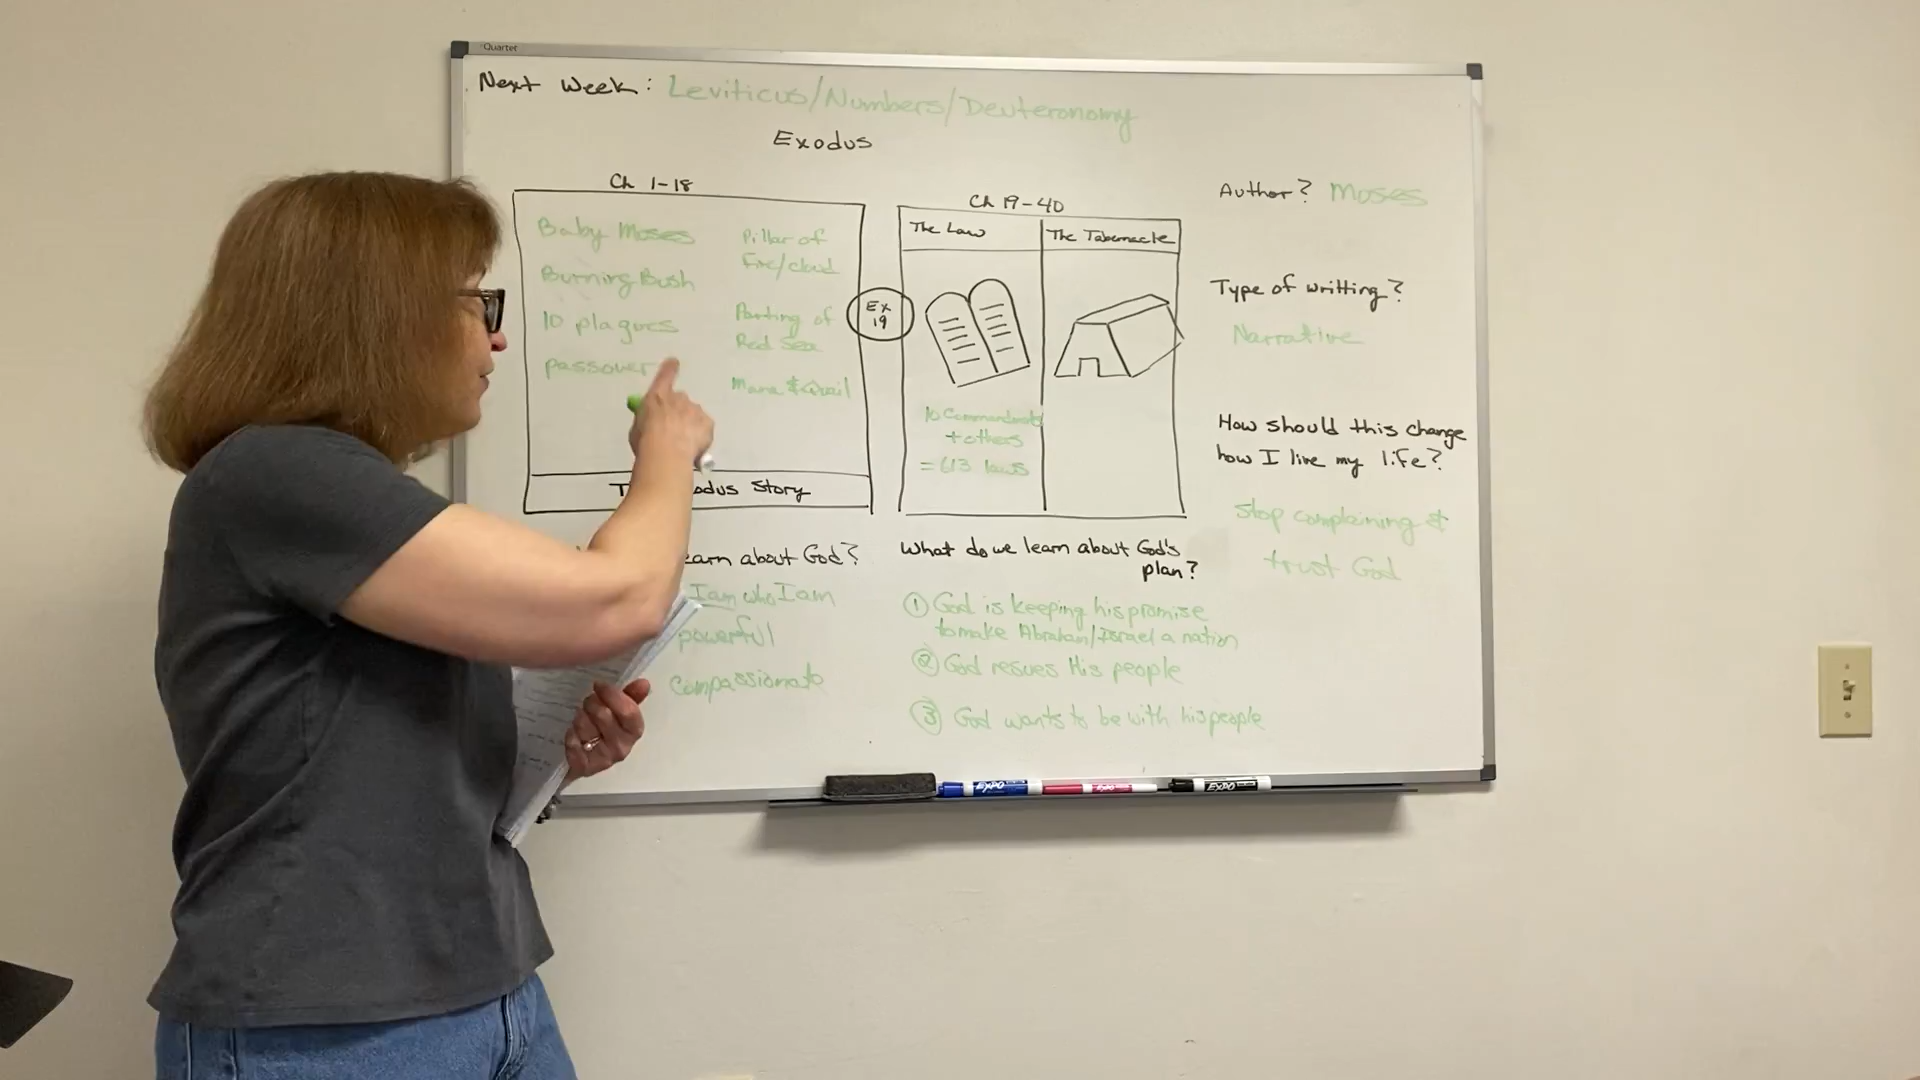 Quartet
Next Week: Leviticus/Numbers/Deuteronomy
Exodus
Ch 1-18
Baby Moses
Burning Bush
10 plagues
passover
Pillar of
Fire/cloud
Parting of
Red Sea
Mana & Quail
Exodus Story
Ex
19
Ch 19-40
The Law
The Tabernacle
10 Commandments
+ others
= 613 laws
Author? Moses
Type of writting?
Narrative
How should this change
how I live my life?
Stop complaining &
trust God
learn about God?
I am who I am
powerful
compassionate
What do we learn about God's
plan?
① God is keeping his promise
to make Abraham/Israel a nation
② God rescues His people
③ God wants to be with his people
EXPO
EXPO
EXPO